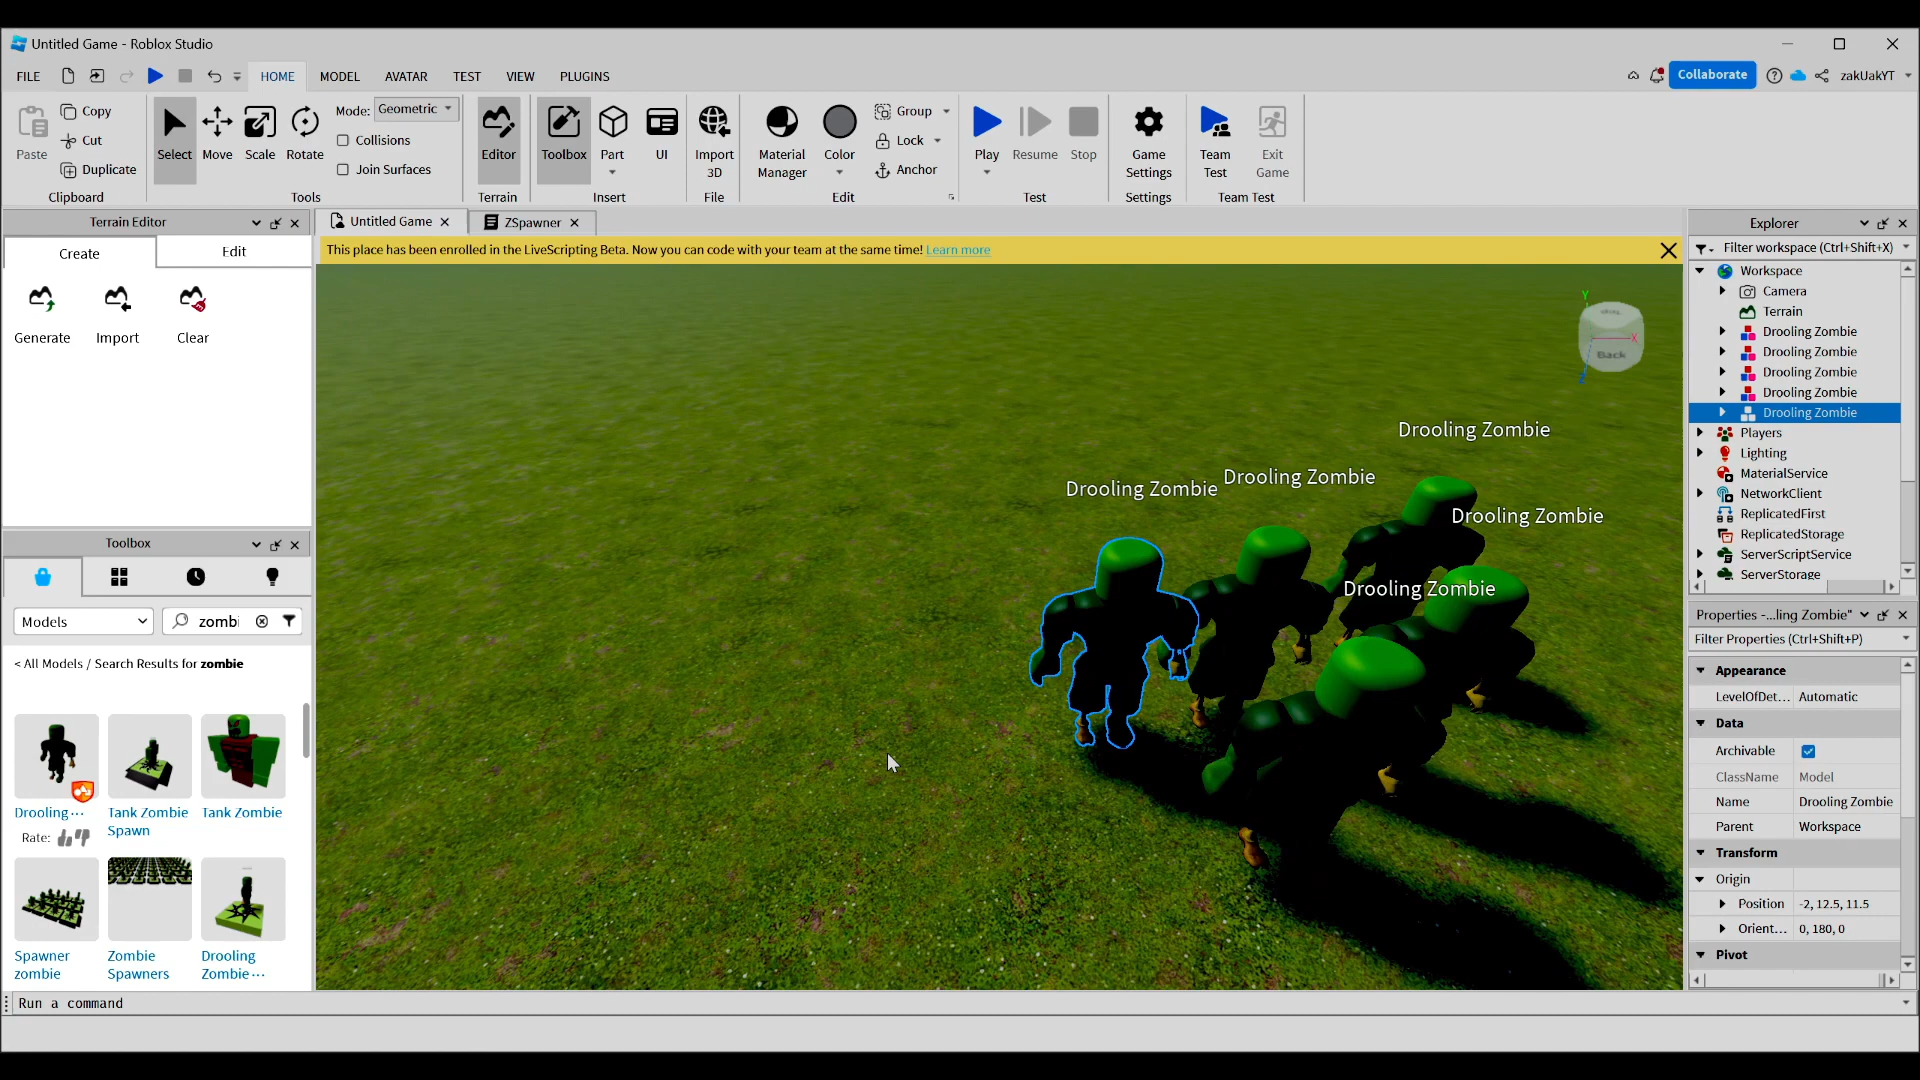 Untitled Game - Roblox Studio
FILE
HOME
MODEL
AVATAR
TEST
VIEW
PLUGINS
Collaborate
zakUakYT
Paste
Copy
Cut
Duplicate
Clipboard
Select
Move
Scale
Rotate
Mode: Geometric
Collisions
Join Surfaces
Tools
Editor
Terrain
Toolbox
Part
UI
Insert
Import
3D
File
Material
Manager
Color
Group
Lock
Anchor
Edit
Play
Resume
Stop
Test
Game
Settings
Settings
Team
Test
Exit
Game
Team Test
Terrain Editor
Create
Edit
Generate
Import
Clear
Toolbox
Models
zombi
< All Models / Search Results for zombie
Drooling ...
Rate:
Tank Zombie
Spawn
Tank Zombie
Spawner
zombie
Zombie
Spawners
Drooling
Zombie...
Untitled Game
ZSpawner
This place has been enrolled in the LiveScripting Beta. Now you can code with your team at the same time! Learn more
Y
X
Z
Back
Drooling Zombie
Drooling Zombie
Drooling Zombie
Drooling Zombie
Drooling Zombie
Explorer
Filter workspace (Ctrl+Shift+X)
Workspace
Camera
Terrain
Drooling Zombie
Drooling Zombie
Drooling Zombie
Drooling Zombie
Drooling Zombie
Players
Lighting
MaterialService
NetworkClient
ReplicatedFirst
ReplicatedStorage
ServerScriptService
ServerStorage
Properties -...ling Zombie"
Filter Properties (Ctrl+Shift+P)
Appearance
LevelOfDet... Automatic
Data
Archivable
ClassName Model
Name Drooling Zombie
Parent Workspace
Transform
Origin
Position -2, 12.5, 11.5
Orient... 0, 180, 0
Pivot
Run a command